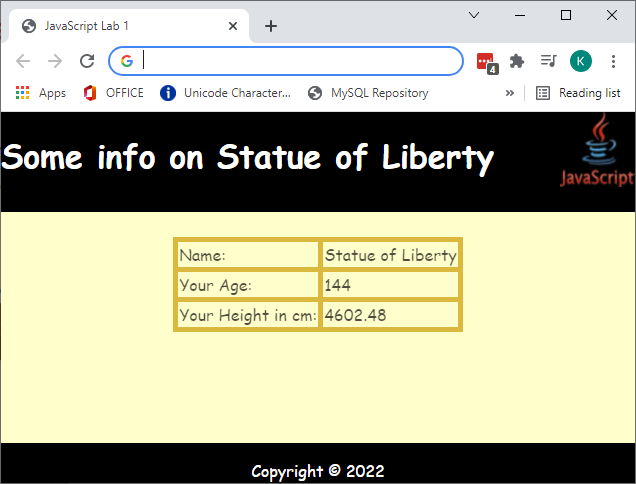 JavaScript Lab 1
4
K
Apps OFFICE Unicode Character... MySQL Repository » Reading list
Some info on Statue of Liberty
JavaScript
Name: Statue of Liberty
Your Age: 144
Your Height in cm: 4602.48
Copyright © 2022